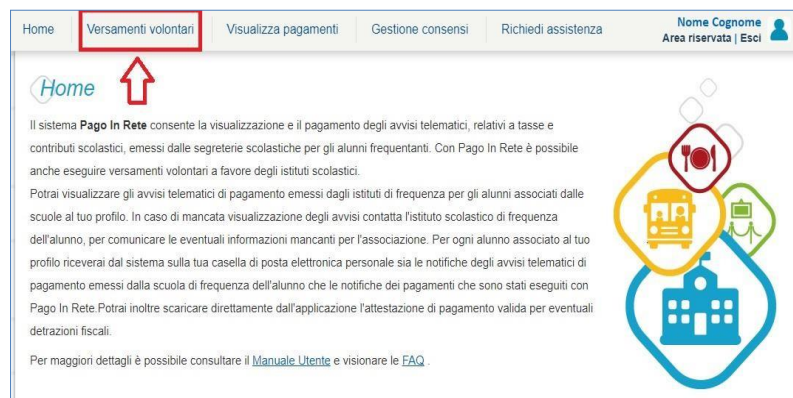 Home Versamenti volontari Visualizza pagamenti Gestione consensi Richiedi assistenza Nome Cognome
Area riservata | Esci
Home
Il sistema Pago In Rete consente la visualizzazione e il pagamento degli avvisi telematici, relativi a tasse e
contributi scolastici, emessi dalle segreterie scolastiche per gli alunni frequentanti. Con Pago In Rete è possibile
anche eseguire versamenti volontari a favore degli istituti scolastici.
Potrai visualizzare gli avvisi telematici di pagamento emessi dagli istituti di frequenza per gli alunni associati dalle
scuole al tuo profilo. In caso di mancata visualizzazione degli avvisi contatta l'istituto scolastico di frequenza
dell'alunno, per comunicare le eventuali informazioni mancanti per l'associazione. Per ogni alunno associato al tuo
profilo riceverai dal sistema sulla tua casella di posta elettronica personale sia le notifiche degli avvisi telematici di
pagamento emessi dalla scuola di frequenza dell'alunno che le notifiche dei pagamenti che sono stati eseguiti con
Pago In Rete.Potrai inoltre scaricare direttamente dall'applicazione l'attestazione di pagamento valida per eventuali
detrazioni fiscali.
Per maggiori dettagli è possibile consultare il Manuale Utente e visionare le FAQ .